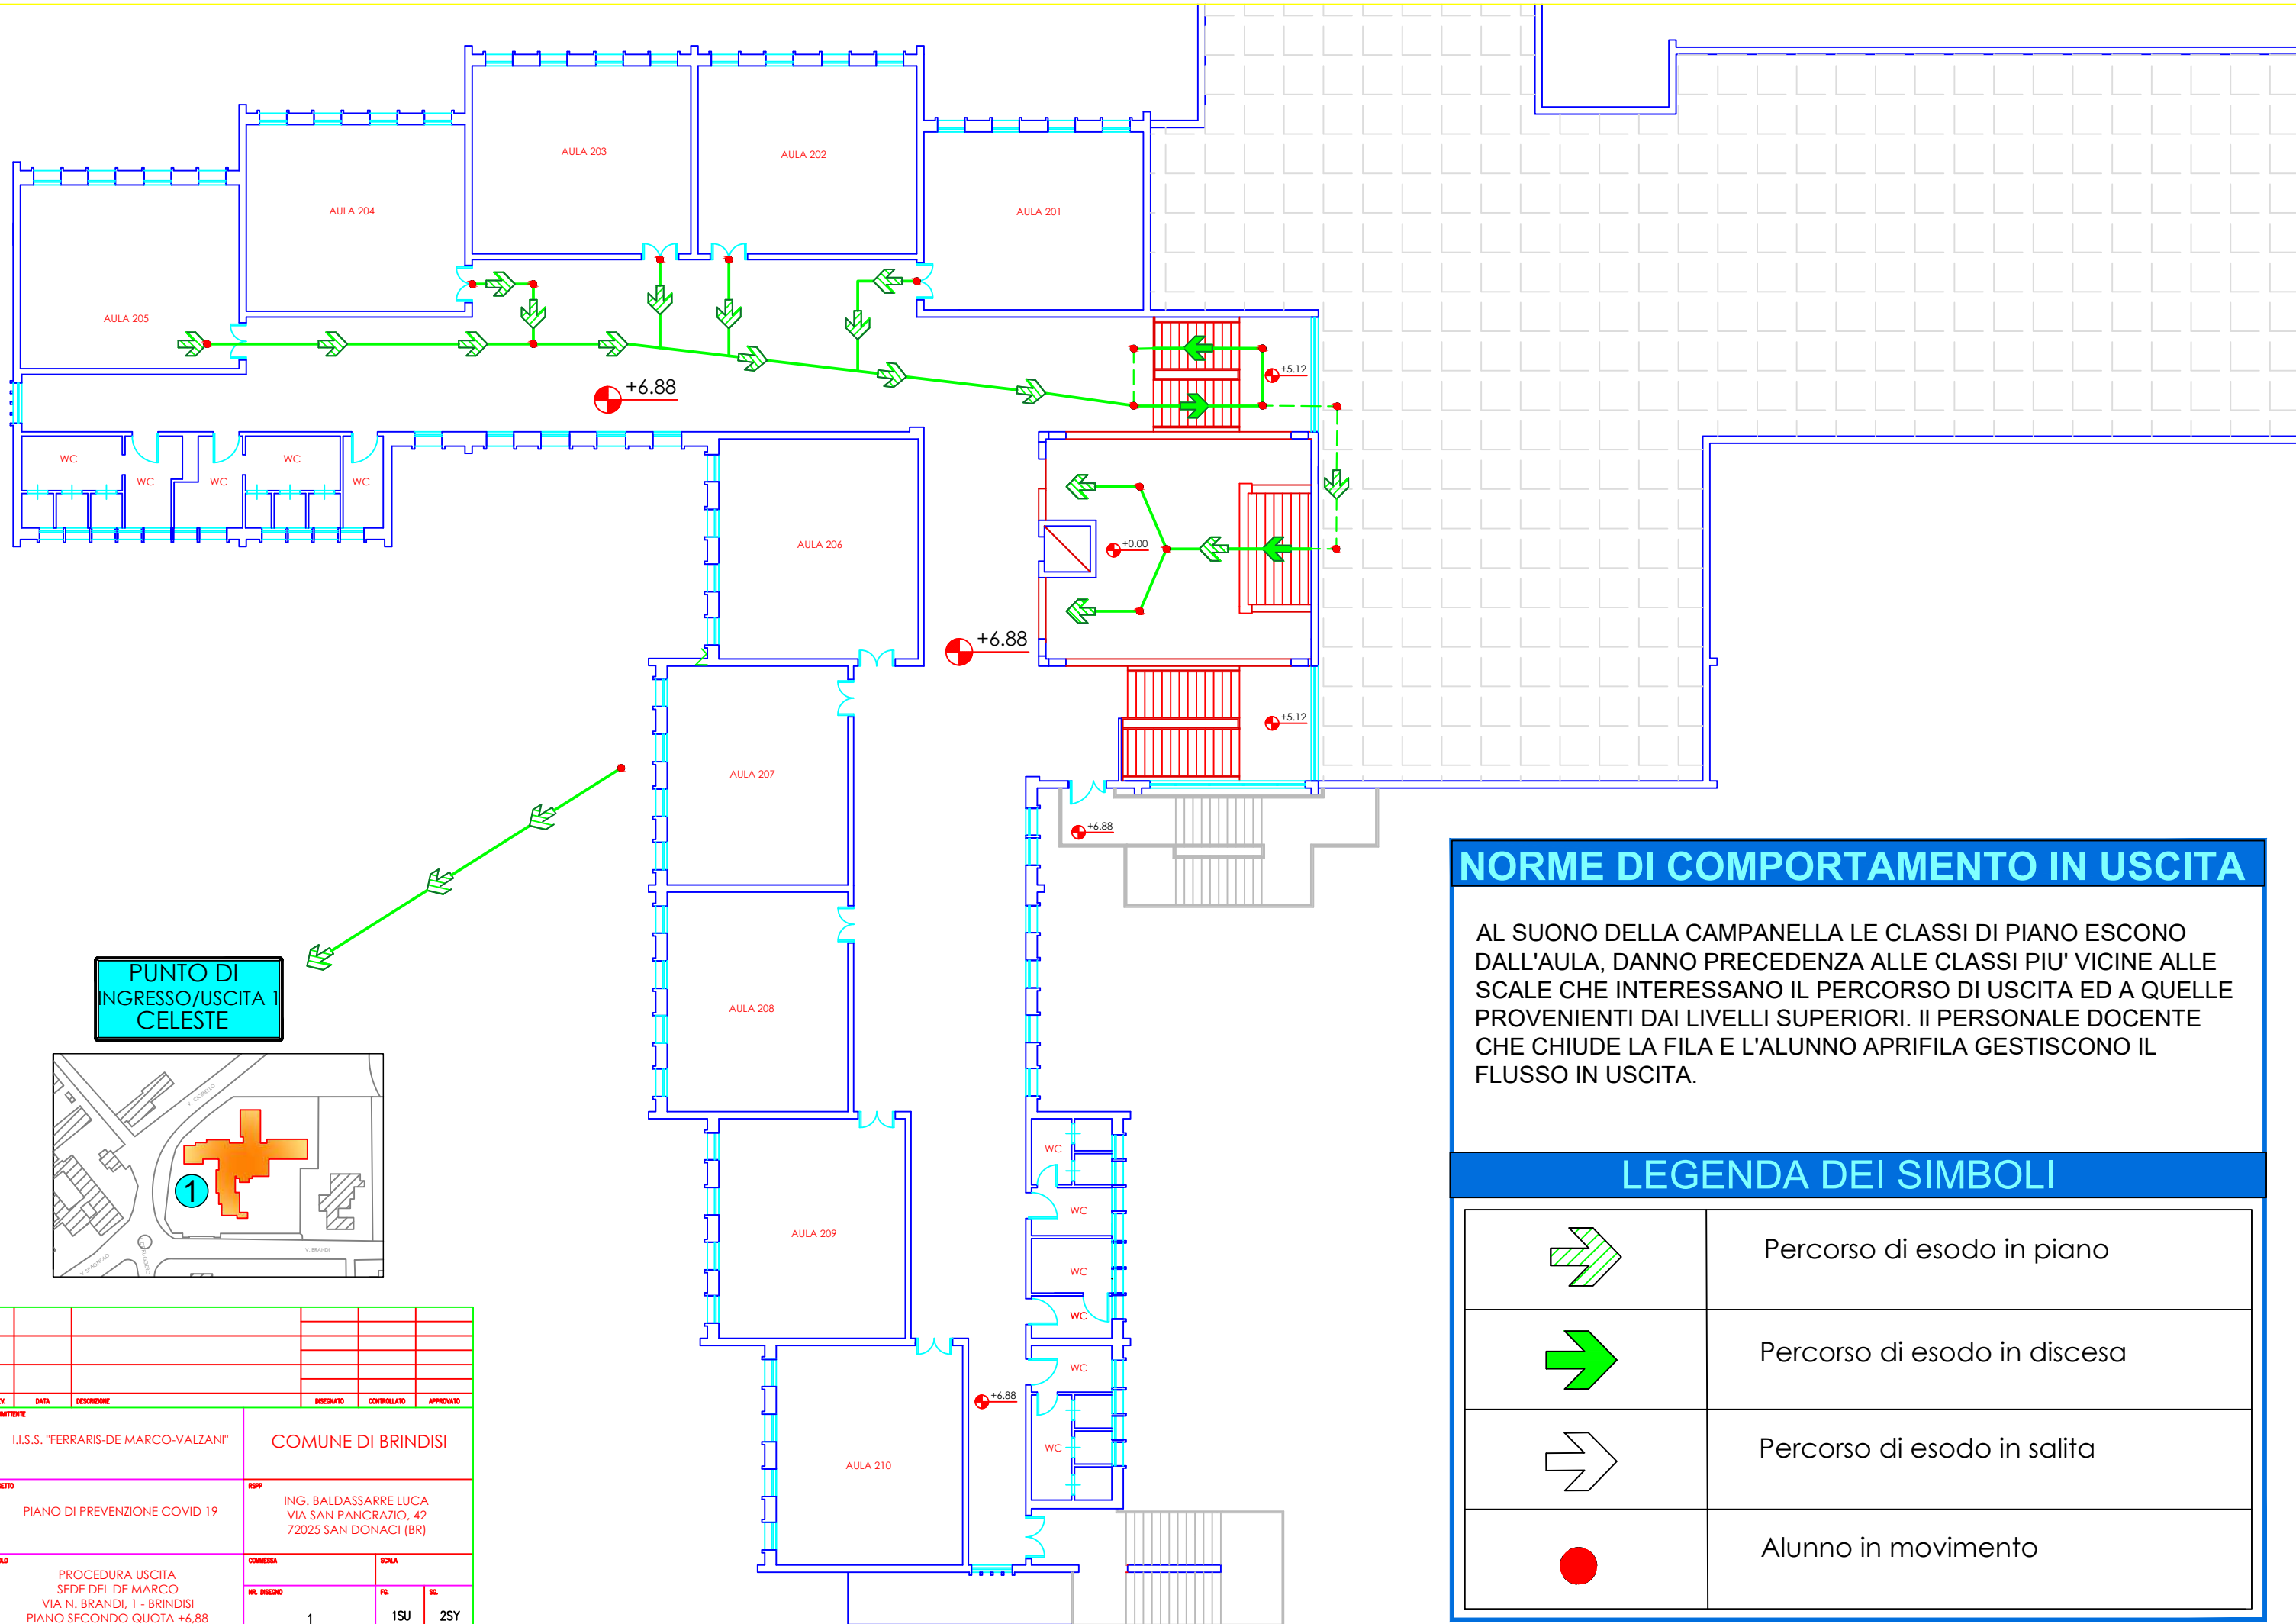 AULA 203
AULA 202
AULA 204
AULA 201
AULA 205
+6.88
+5.12
WC
WC
WC
WC
WC
AULA 206
+0.00
+6.88
+5.12
AULA 207
+6.88
AULA 208
WC
WC
AULA 209
WC
WC
WC
+6.88
WC
AULA 210
PUNTO DI
INGRESSO/USCITA 1
CELESTE
V. CICIRIELLO
1
V. BRANDI
V. SPAGNOLO
NORME DI COMPORTAMENTO IN USCITA
AL SUONO DELLA CAMPANELLA LE CLASSI DI PIANO ESCONO
DALL'AULA, DANNO PRECEDENZA ALLE CLASSI PIU' VICINE ALLE
SCALE CHE INTERESSANO IL PERCORSO DI USCITA ED A QUELLE
PROVENIENTI DAI LIVELLI SUPERIORI. Il PERSONALE DOCENTE
CHE CHIUDE LA FILA E L'ALUNNO APRIFILA GESTISCONO IL
FLUSSO IN USCITA.
LEGENDA DEI SIMBOLI
Percorso di esodo in piano
Percorso di esodo in discesa
Percorso di esodo in salita
Alunno in movimento
DATA DESCRIZIONE DISEGNATO CONTROLLATO APPROVATO
I.I.S.S. "FERRARIS-DE MARCO-VALZANI"
COMUNE DI BRINDISI
PIANO DI PREVENZIONE COVID 19
RSPP
ING. BALDASSARRE LUCA
VIA SAN PANCRAZIO, 42
72025 SAN DONACI (BR)
PROCEDURA USCITA
SEDE DEL DE MARCO
VIA N. BRANDI, 1 - BRINDISI
PIANO SECONDO QUOTA +6,88
COMMESSA SCALA
NR. DISEGNO FG. SG.
1 1SU 2SY